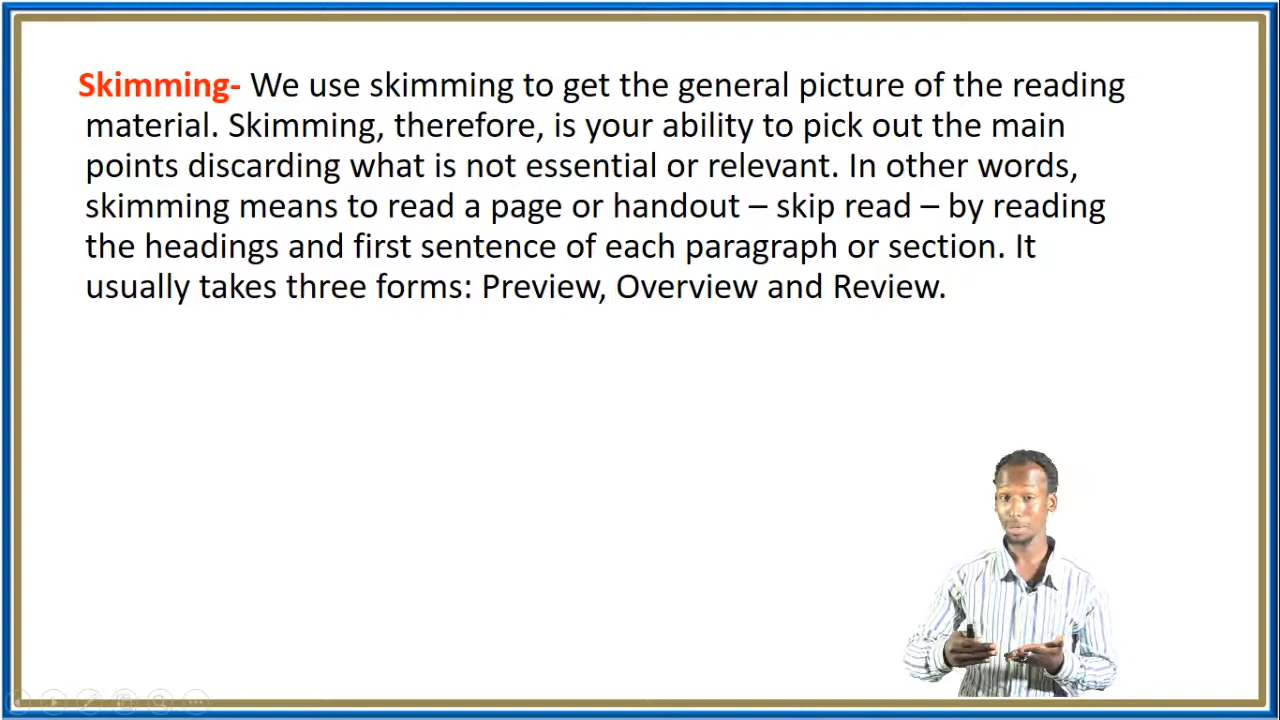 Skimming- We use skimming to get the general picture of the reading
material. Skimming, therefore, is your ability to pick out the main
points discarding what is not essential or relevant. In other words,
skimming means to read a page or handout – skip read – by reading
the headings and first sentence of each paragraph or section. It
usually takes three forms: Preview, Overview and Review.